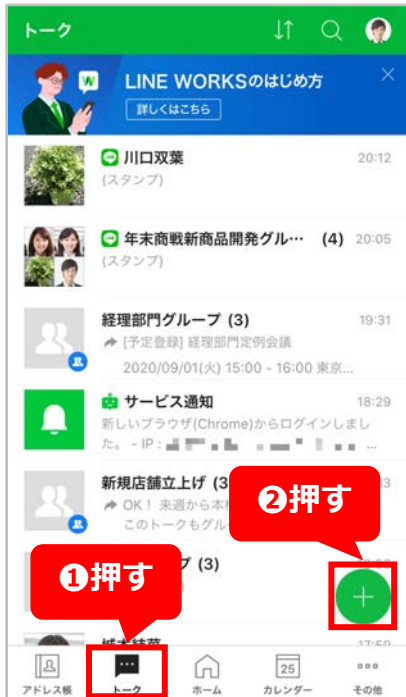 トーク
LINE WORKSのはじめ方
詳しくはこちら
川口双葉 20:12
(スタンプ)
年末商戦新商品開発グル… (4) 20:05
(スタンプ)
経理部門グループ (3) 19:31
[予定登録] 経理部門定例会議
2020/09/01(火) 15:00 - 16:00 東京...
サービス通知 18:29
新しいブラウザ(Chrome)からログインしまし
た。 - IP :
新規店舗立上げ (3
OK！ 来週から本
このトークもグル
❷押す
プ (3)
❶押す
17:59
25
アドレス帳 トーク ホーム カレンダー その他